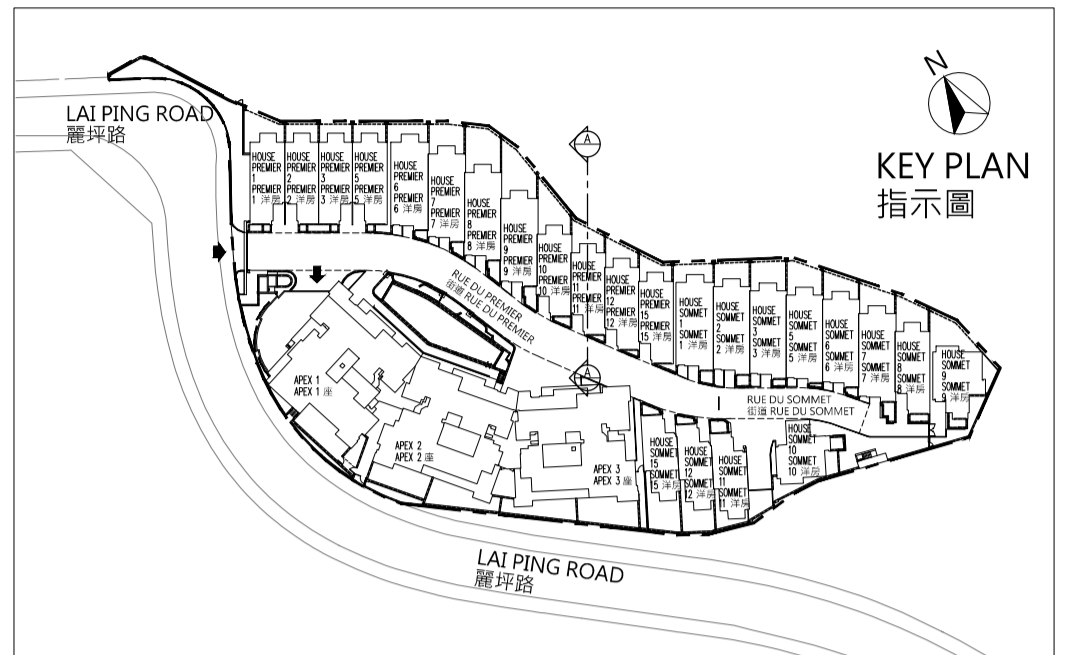 LAI PING ROAD
麗坪路
N
KEY PLAN
指示圖
A
HOUSE
PREMIER
1
PREMIER
1 洋房
HOUSE
PREMIER
2
PREMIER
2 洋房
HOUSE
PREMIER
3
PREMIER
3 洋房
HOUSE
PREMIER
5
PREMIER
5 洋房
HOUSE
PREMIER
6
PREMIER
6 洋房
HOUSE
PREMIER
7
PREMIER
7 洋房
HOUSE
PREMIER
8
PREMIER
8 洋房
HOUSE
PREMIER
9
PREMIER
9 洋房
HOUSE
PREMIER
10
PREMIER
10 洋房
HOUSE
PREMIER
11
PREMIER
11 洋房
HOUSE
PREMIER
12
PREMIER
12 洋房
HOUSE
PREMIER
15
PREMIER
15 洋房
HOUSE
SOMMET
1
SOMMET
1 洋房
HOUSE
SOMMET
2
SOMMET
2 洋房
HOUSE
SOMMET
3
SOMMET
3 洋房
HOUSE
SOMMET
5
SOMMET
5 洋房
HOUSE
SOMMET
6
SOMMET
6 洋房
HOUSE
SOMMET
7
SOMMET
7 洋房
HOUSE
SOMMET
8
SOMMET
8 洋房
HOUSE
SOMMET
9
SOMMET
9 洋房
RUE DU PREMIER
街道 RUE DU PREMIER
A
RUE DU SOMMET
街道 RUE DU SOMMET
APEX 1
APEX 1 座
APEX 2
APEX 2 座
APEX 3
APEX 3 座
HOUSE
SOMMET
15
SOMMET
15 洋房
HOUSE
SOMMET
12
SOMMET
12 洋房
HOUSE
SOMMET
11
SOMMET
11 洋房
HOUSE
SOMMET
10
SOMMET
10 洋房
LAI PING ROAD
麗坪路